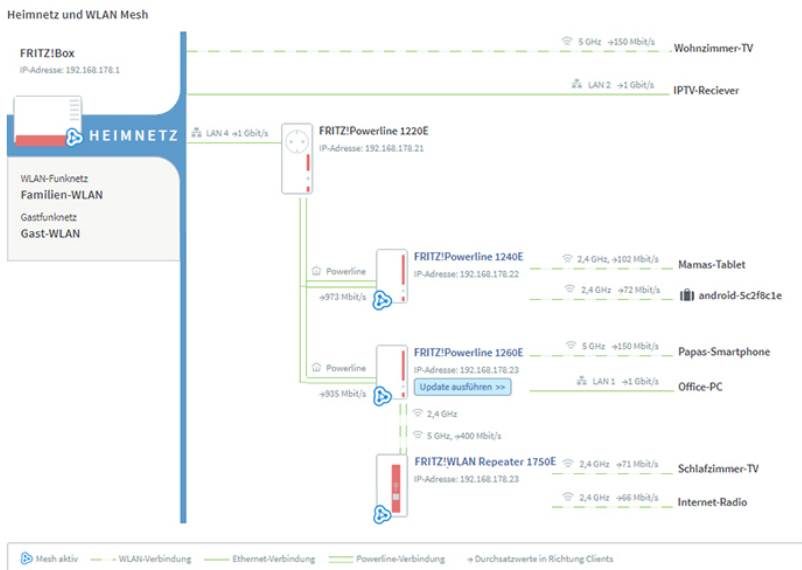 Heimnetz und WLAN Mesh
FRITZ!Box
IP-Adresse: 192.168.178.1
HEIMNETZ
WLAN-Funknetz
Familien-WLAN
Gastfunknetz
Gast-WLAN
5 GHz →150 Mbit/s
Wohnzimmer-TV
LAN 2 →1 Gbit/s
IPTV-Reciever
LAN 4 →1 Gbit/s
FRITZ!Powerline 1220E
IP-Adresse: 192.168.178.21
Powerline
→973 Mbit/s
FRITZ!Powerline 1240E
IP-Adresse: 192.168.178.22
2,4 GHz, →102 Mbit/s
Mamas-Tablet
2,4 GHz →72 Mbit/s
android-5c2f8c1e
Powerline
→935 Mbit/s
FRITZ!Powerline 1260E
IP-Adresse: 192.168.178.23
Update ausführen >>
5 GHz →150 Mbit/s
Papas-Smartphone
LAN 1 →1 Gbit/s
Office-PC
2,4 GHz
5 GHz, →400 Mbit/s
FRITZ!WLAN Repeater 1750E
IP-Adresse: 192.168.178.23
2,4 GHz →71 Mbit/s
Schlafzimmer-TV
2,4 GHz →66 Mbit/s
Internet-Radio
Mesh aktiv
WLAN-Verbindung
Ethernet-Verbindung
Powerline-Verbindung
→ Durchsatzwerte in Richtung Clients